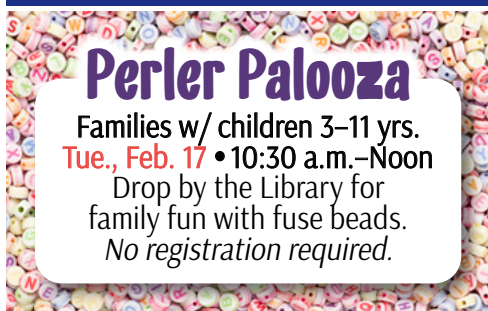 Perler Palooza
Families w/ children 3–11 yrs.
Tue., Feb. 17 • 10:30 a.m.–Noon
Drop by the Library for
family fun with fuse beads.
No registration required.